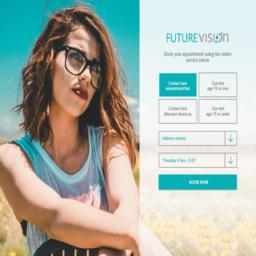 FUTUREVISION
Book your appointment using the online
service below.
Contact lens
assessment/trial
Eye test
age 16 or over
Contact lens
aftercare check-up
Eye test
age 15 or under
Address closest
Thursday 6 Dec - 9:00
BOOK NOW